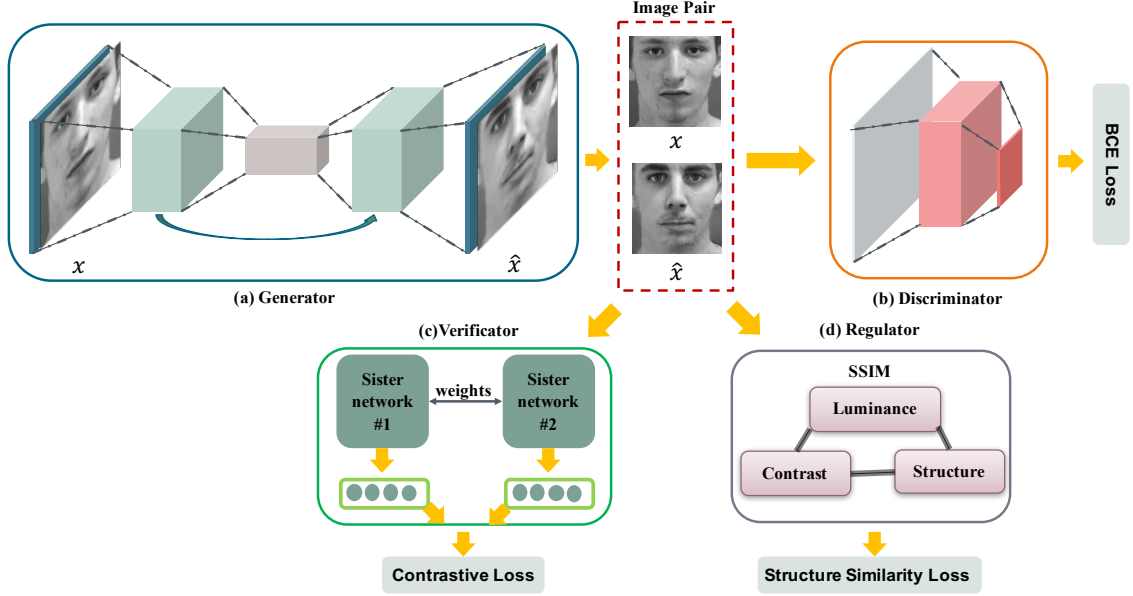 Image Pair
x
x̂
x
x̂
(a) Generator
(b) Discriminator
BCE Loss
(c)Verificator
(d) Regulator
Sister
network
#1
weights
Sister
network
#2
SSIM
Luminance
Contrast
Structure
Contrastive Loss
Structure Similarity Loss